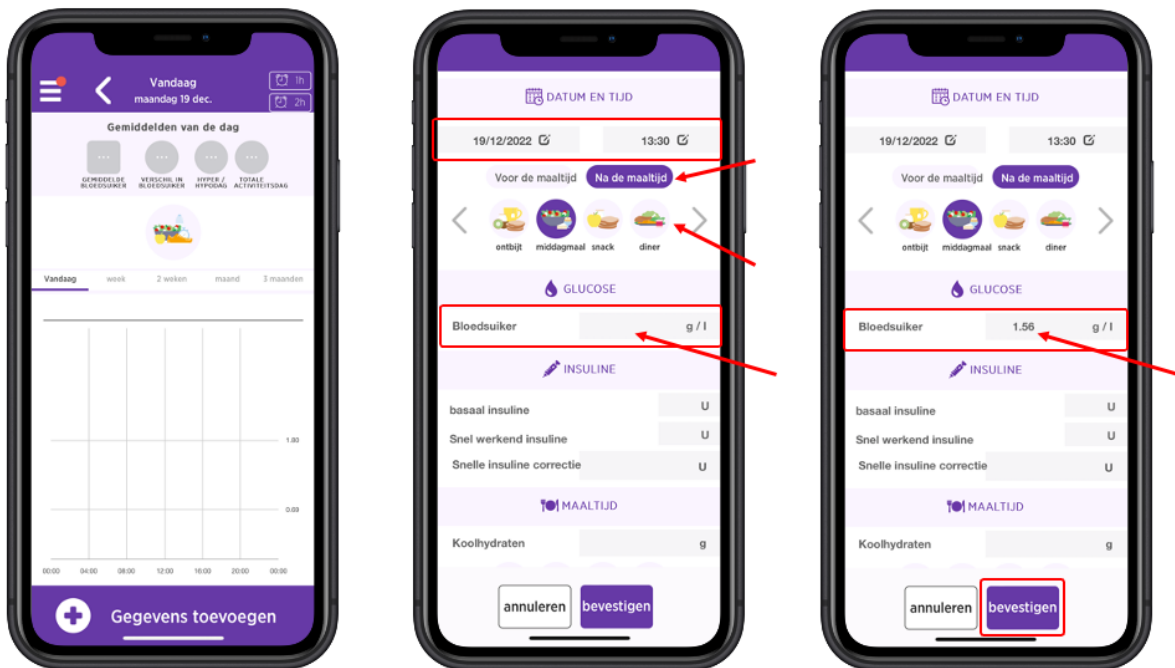 Vandaag
maandag 19 dec.
1h
2h
Gemiddelden van de dag
GEMIDDELDE BLOEDSUIKER
VERSCHIL IN BLOEDSUIKER
HYPER / HYPODAG
TOTALE ACTIVITEITSDAG
Vandaag week 2 weken maand 3 maanden
1.80
0.69
00:00 04:00 08:00 12:00 16:00 20:00 00:00
Gegevens toevoegen
DATUM EN TIJD
19/12/2022 13:30
Voor de maaltijd Na de maaltijd
ontbijt middagmaal snack diner
GLUCOSE
Bloedsuiker g / l
INSULINE
basaal insuline U
Snel werkend insuline U
Snelle insuline correctie U
MAALTIJD
Koolhydraten g
annuleren bevestigen
DATUM EN TIJD
19/12/2022 13:30
Voor de maaltijd Na de maaltijd
ontbijt middagmaal snack diner
GLUCOSE
Bloedsuiker 1.56 g / l
INSULINE
basaal insuline U
Snel werkend insuline U
Snelle insuline correctie U
MAALTIJD
Koolhydraten g
annuleren bevestigen